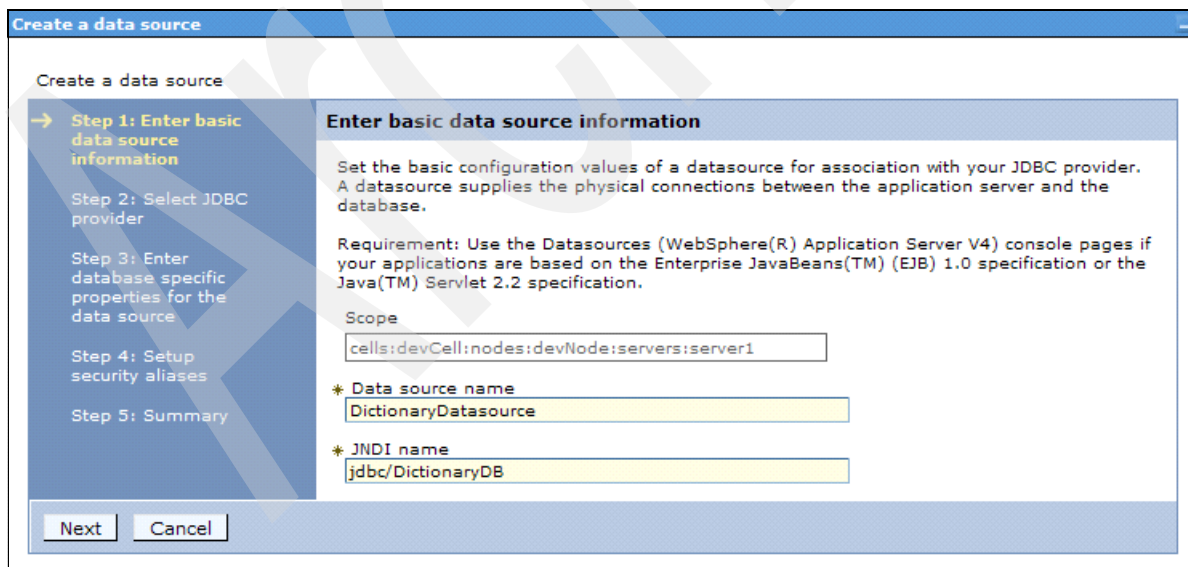 Create a data source
Create a data source
Step 1: Enter basic
data source
information
Step 2: Select JDBC
provider
Step 3: Enter
database specific
properties for the
data source
Step 4: Setup
security aliases
Step 5: Summary
Enter basic data source information
Set the basic configuration values of a datasource for association with your JDBC provider.
A datasource supplies the physical connections between the application server and the
database.
Requirement: Use the Datasources (WebSphere(R) Application Server V4) console pages if
your applications are based on the Enterprise JavaBeans(TM) (EJB) 1.0 specification or the
Java(TM) Servlet 2.2 specification.
Scope
cells:devCell:nodes:devNode:servers:server1
* Data source name
DictionaryDatasource
* JNDI name
jdbc/DictionaryDB
Next Cancel